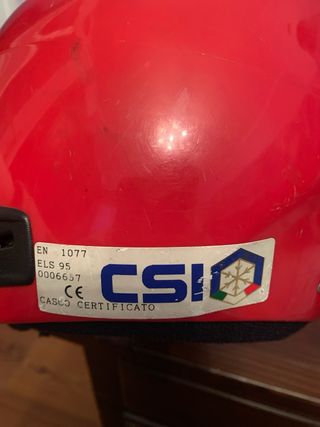 EN 1077
ELS 95
0006657
CE
CSI
CASCO CERTIFICATO